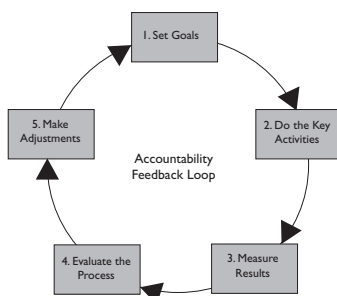 1. Set Goals
2. Do the Key
Activities
3. Measure
Results
4. Evaluate the
Process
5. Make
Adjustments
Accountability
Feedback Loop